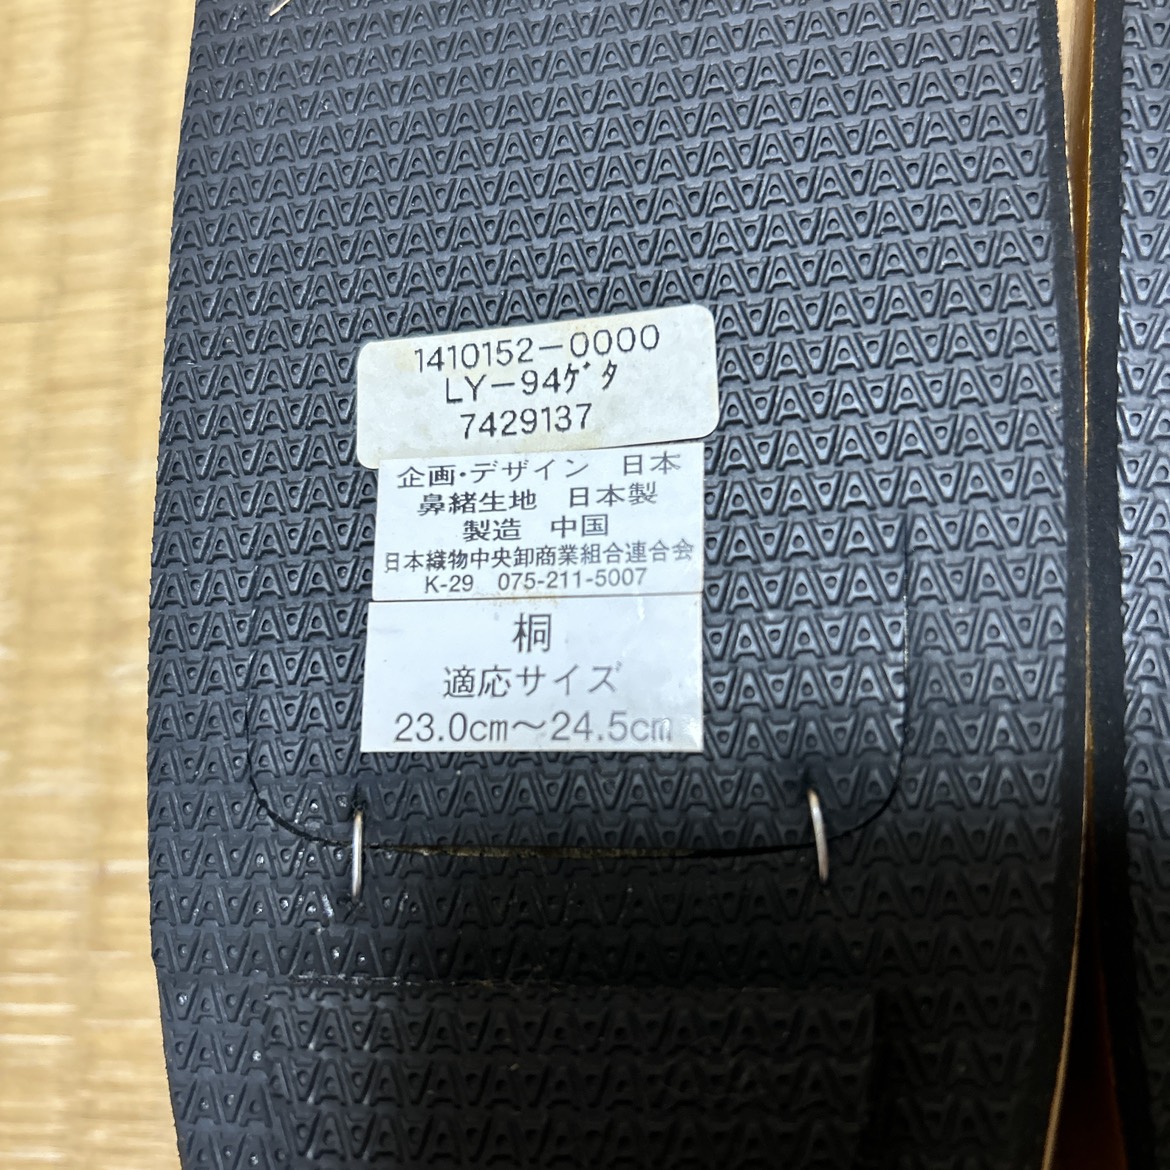 1410152-0000
LY-94ゲタ
7429137
企画・デザイン　日本
鼻緒生地　日本製
製造　中国
日本織物中央卸商業組合連合会
K-29　075-211-5007
桐
適応サイズ
23.0cm～24.5cm